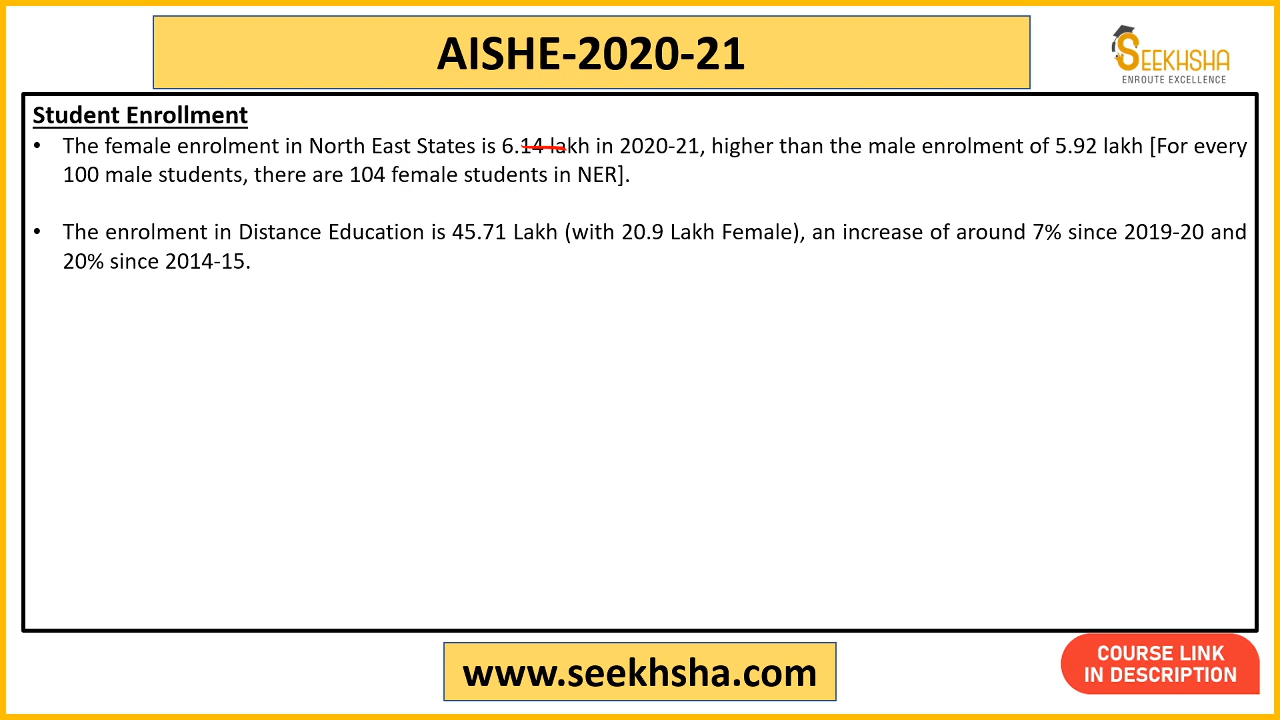 AISHE-2020-21
SEEKHSHA
ENROUTE EXCELLENCE
Student Enrollment
• The female enrolment in North East States is 6.14 lakh in 2020-21, higher than the male enrolment of 5.92 lakh [For every
100 male students, there are 104 female students in NER].
• The enrolment in Distance Education is 45.71 Lakh (with 20.9 Lakh Female), an increase of around 7% since 2019-20 and
20% since 2014-15.
www.seekhsha.com
COURSE LINK
IN DESCRIPTION